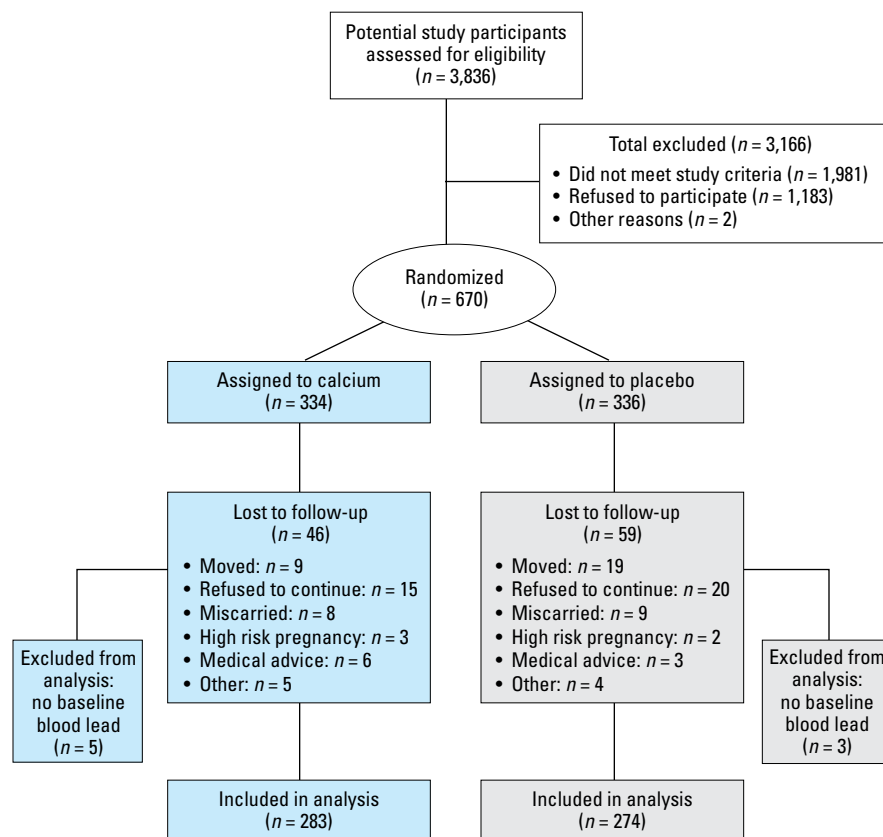 Potential study participants
assessed for eligibility
(n = 3,836)
Total excluded (n = 3,166)
• Did not meet study criteria (n = 1,981)
• Refused to participate (n = 1,183)
• Other reasons (n = 2)
Randomized
(n = 670)
Assigned to calcium
(n = 334)
Assigned to placebo
(n = 336)
Lost to follow-up
(n = 46)
• Moved: n = 9
• Refused to continue: n = 15
• Miscarried: n = 8
• High risk pregnancy: n = 3
• Medical advice: n = 6
• Other: n = 5
Lost to follow-up
(n = 59)
• Moved: n = 19
• Refused to continue: n = 20
• Miscarried: n = 9
• High risk pregnancy: n = 2
• Medical advice: n = 3
• Other: n = 4
Excluded from
analysis:
no baseline
blood lead
(n = 5)
Excluded from
analysis:
no baseline
blood lead
(n = 3)
Included in analysis
(n = 283)
Included in analysis
(n = 274)